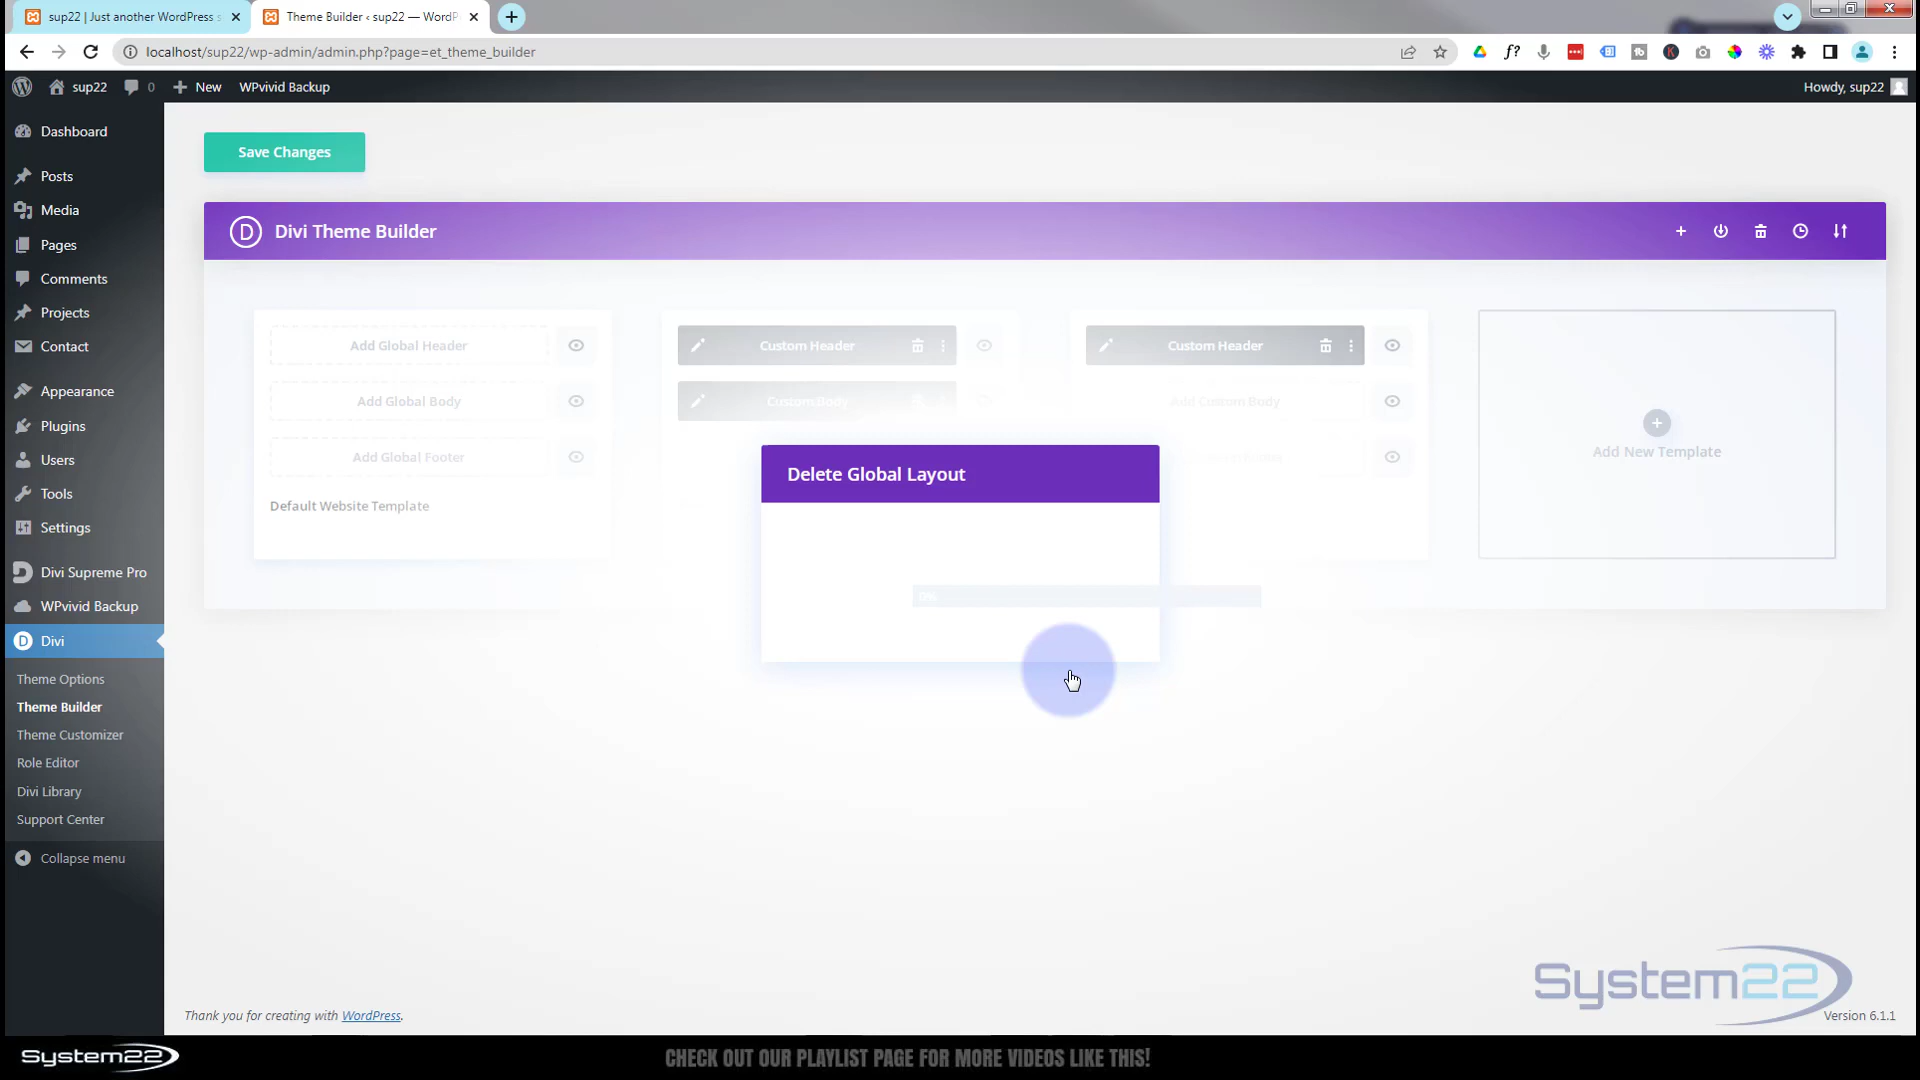 sup22 | Just another WordPress s
Theme Builder ‹ sup22 — WordP
localhost/sup22/wp-admin/admin.php?page=et_theme_builder
sup22
0
New
WPvivid Backup
Howdy, sup22
Dashboard
Posts
Media
Pages
Comments
Projects
Contact
Appearance
Plugins
Users
Tools
Settings
Divi Supreme Pro
WPvivid Backup
Divi
Theme Options
Theme Builder
Theme Customizer
Role Editor
Divi Library
Support Center
Collapse menu
Save Changes
D Divi Theme Builder
Add Global Header
Add Global Body
Add Global Footer
Default Website Template
Custom Header
Custom Body
Custom Header
Add Custom Body
Add New Template
Delete Global Layout
0%
Thank you for creating with WordPress.
Version 6.1.1
System22
System22
CHECK OUT OUR PLAYLIST PAGE FOR MORE VIDEOS LIKE THIS!